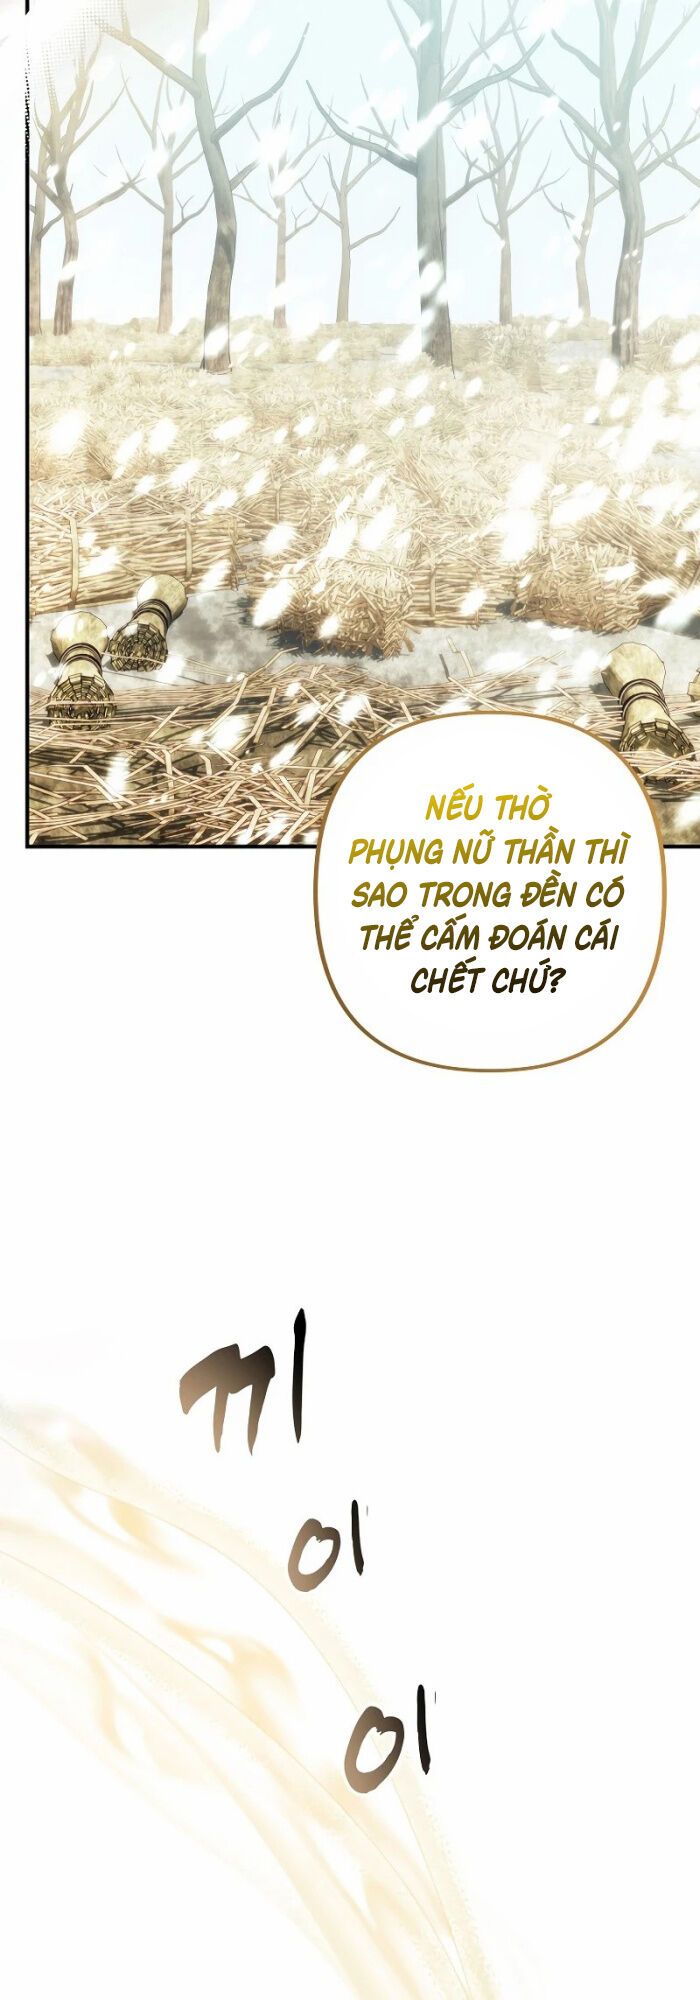 NẾU THỜ
PHỤNG NỮ THẦN THÌ
SAO TRONG ĐỀN CÓ
THỂ CẤM ĐOÁN CÁI
CHẾT CHỨ?
끼
이
이